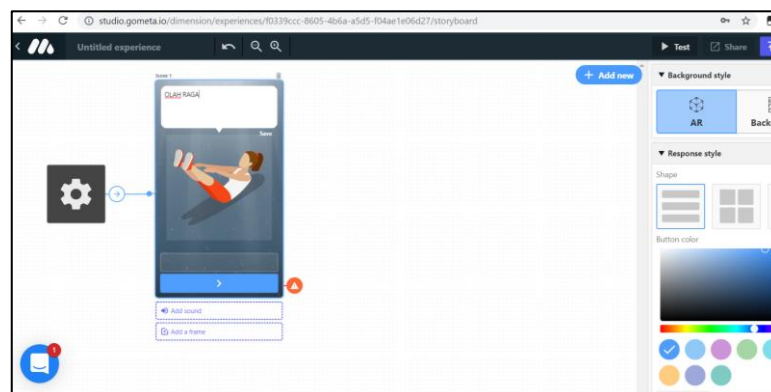 studio.gometa.io/dimension/experiences/f0339ccc-8605-4b6a-a5d5-f04ae1e06d27/storyboard
Untitled experience
Test
Share
Scene 1
+ Add new
OLAH RAGA
Save
Add sound
Add a frame
1
Background style
AR
Back
Response style
Shape
Button color